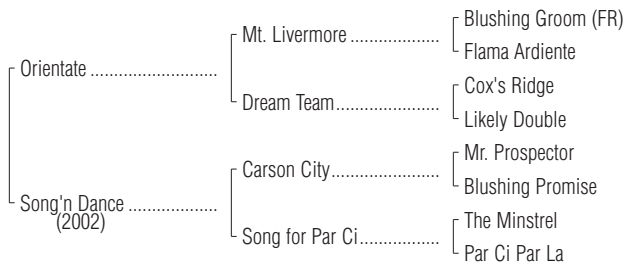 Blushing Groom (FR)
Mt. Livermore ....................
Flama Ardiente
Orientate ............................
Cox's Ridge
Dream Team .......................
Likely Double
Mr. Prospector
Carson City ........................
Blushing Promise
Song'n Dance ....................
(2002)
The Minstrel
Song for Par Ci ..................
Par Ci Par La